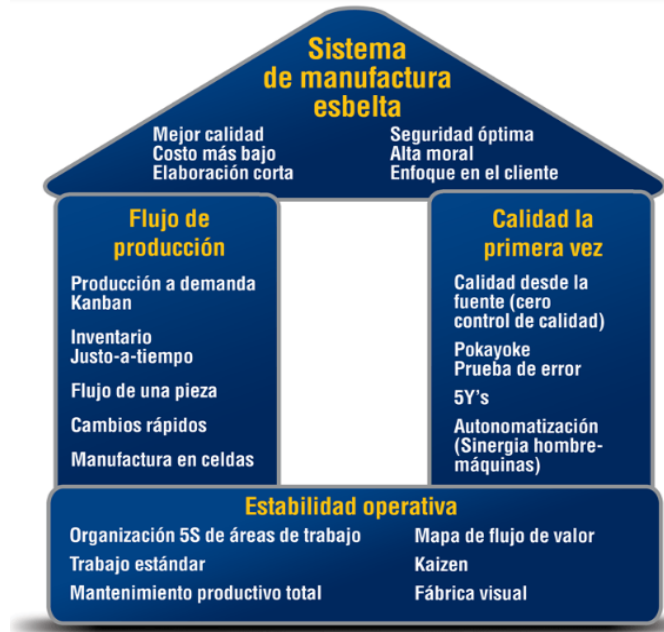 Sistema
de manufactura
esbelta
Mejor calidad
Costo más bajo
Elaboración corta
Seguridad óptima
Alta moral
Enfoque en el cliente
Flujo de
producción
Producción a demanda
Kanban
Inventario
Justo-a-tiempo
Flujo de una pieza
Cambios rápidos
Manufactura en celdas
Calidad la
primera vez
Calidad desde la
fuente (cero
control de calidad)
Pokayoke
Prueba de error
5Y's
Autonomatización
(Sinergia hombre-
máquinas)
Estabilidad operativa
Organización 5S de áreas de trabajo
Trabajo estándar
Mantenimiento productivo total
Mapa de flujo de valor
Kaizen
Fábrica visual